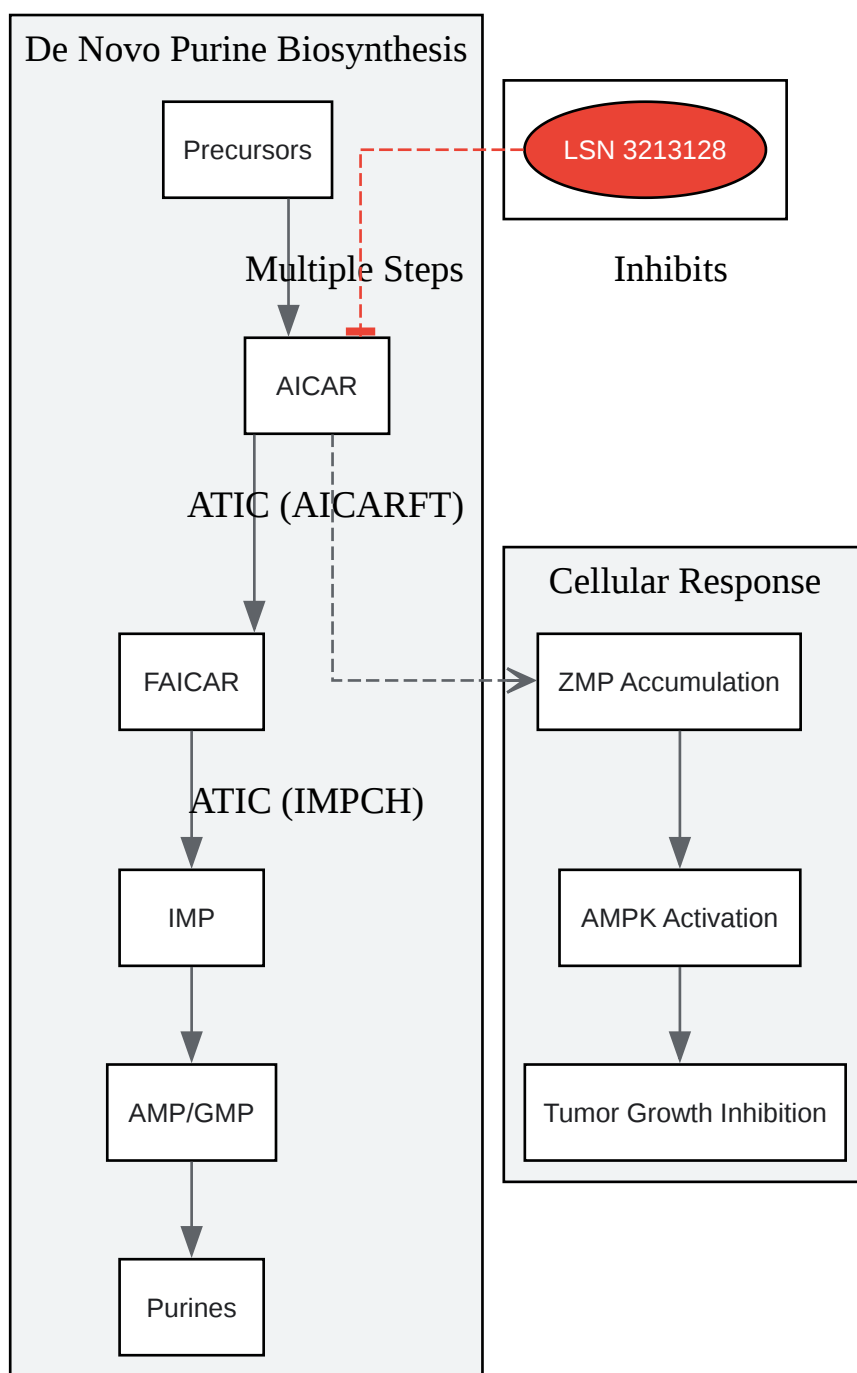 De Novo Purine Biosynthesis
Precursors
LSN 3213128
Multiple Steps
Inhibits
AICAR
ATIC (AICARFT)
Cellular Response
FAICAR
ZMP Accumulation
ATIC (IMPCH)
IMP
AMPK Activation
AMP/GMP
Tumor Growth Inhibition
Purines